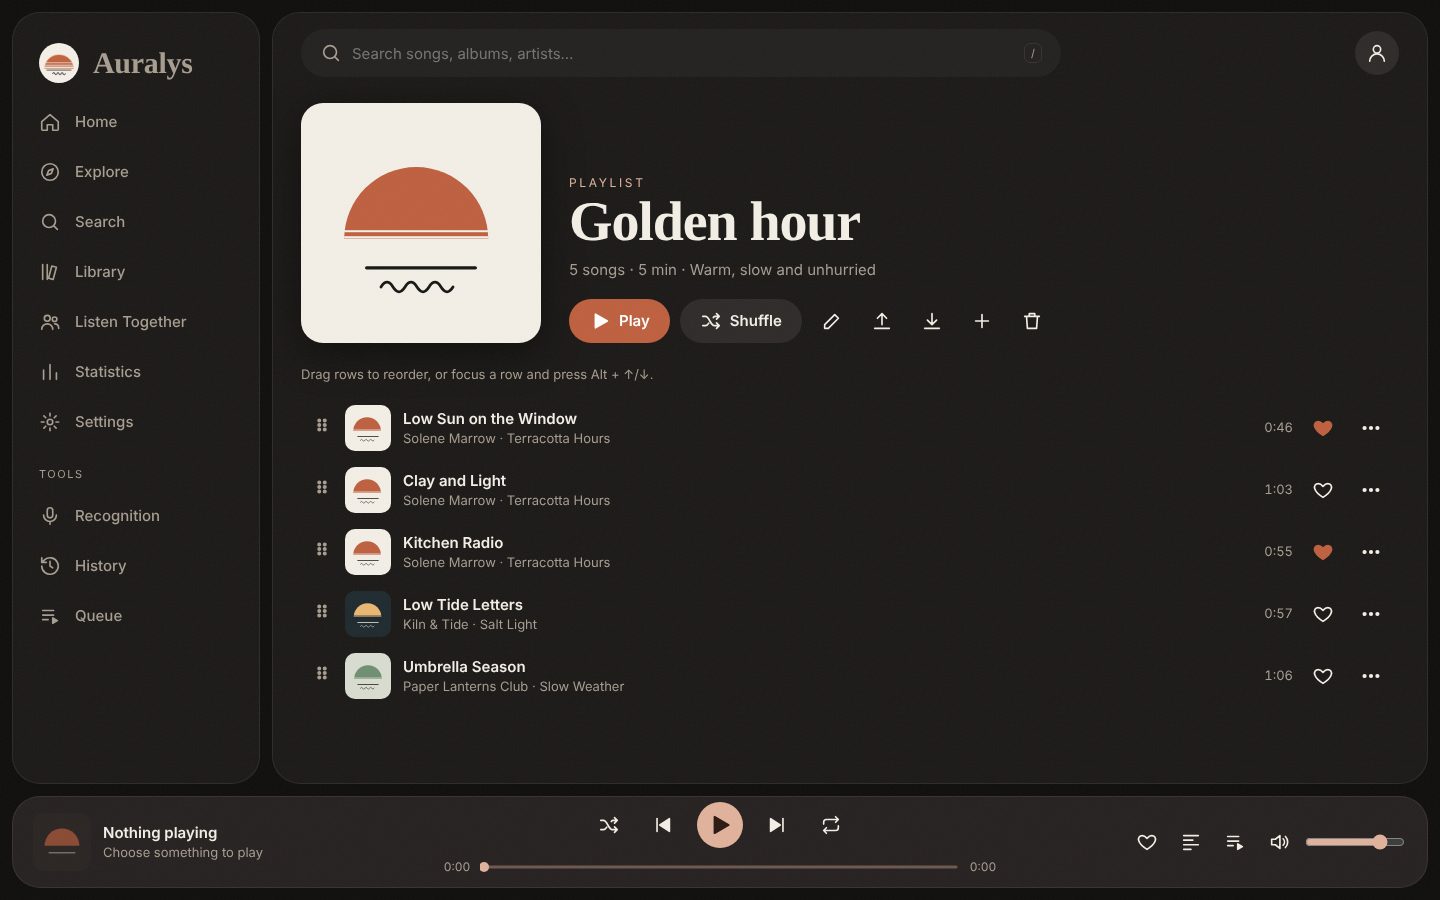 Auralys
Home
Explore
Search
Library
Listen Together
Statistics
Settings
TOOLS
Recognition
History
Queue
Search songs, albums, artists...
/
PLAYLIST
Golden hour
5 songs · 5 min · Warm, slow and unhurried
Play
Shuffle
Drag rows to reorder, or focus a row and press Alt + ↑/↓.
Low Sun on the Window
Solene Marrow · Terracotta Hours
0:46
Clay and Light
Solene Marrow · Terracotta Hours
1:03
Kitchen Radio
Solene Marrow · Terracotta Hours
0:55
Low Tide Letters
Kiln & Tide · Salt Light
0:57
Umbrella Season
Paper Lanterns Club · Slow Weather
1:06
Nothing playing
Choose something to play
0:00
0:00